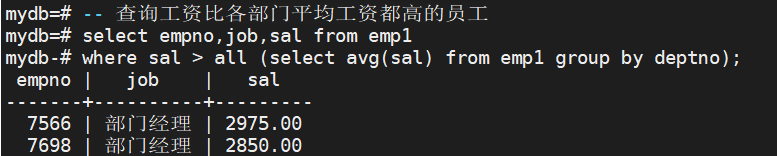 mydb=# -- 查询工资比各部门平均工资都高的员工
mydb=# select empno,job,sal from emp1
mydb-# where sal > all (select avg(sal) from emp1 group by deptno);
 empno |   job    |   sal
-------+----------+---------
  7566 | 部门经理 | 2975.00
  7698 | 部门经理 | 2850.00